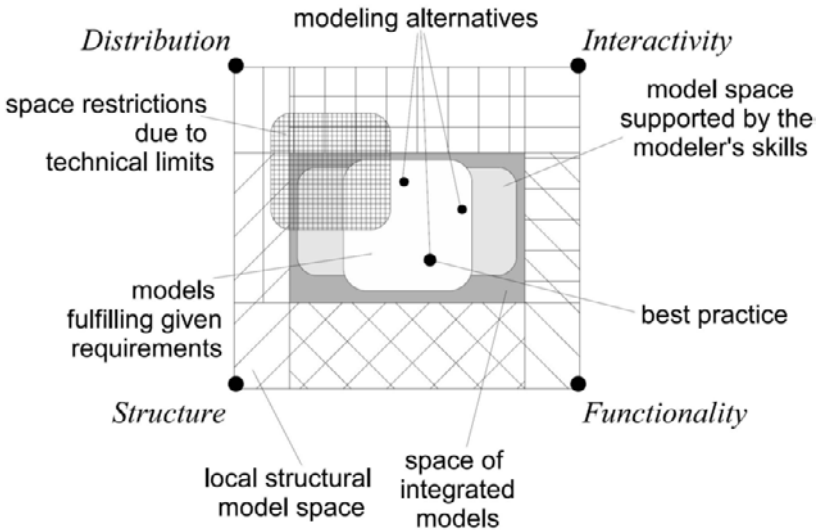 modeling alternatives
Distribution
Interactivity
space restrictions
due to
technical limits
model space
supported by the
modeler's skills
models
fulfilling given
requirements
best practice
Structure
Functionality
local structural
model space
space of
integrated
models